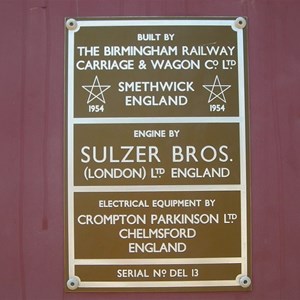 BUILT BY
THE BIRMINGHAM RAILWAY
CARRIAGE & WAGON Cº LTD
SMETHWICK
ENGLAND
1954 1954
ENGINE BY
SULZER BROS.
(LONDON) LTD ENGLAND
ELECTRICAL EQUIPMENT BY
CROMPTON PARKINSON LTD
CHELMSFORD
ENGLAND
SERIAL Nº DEL 13